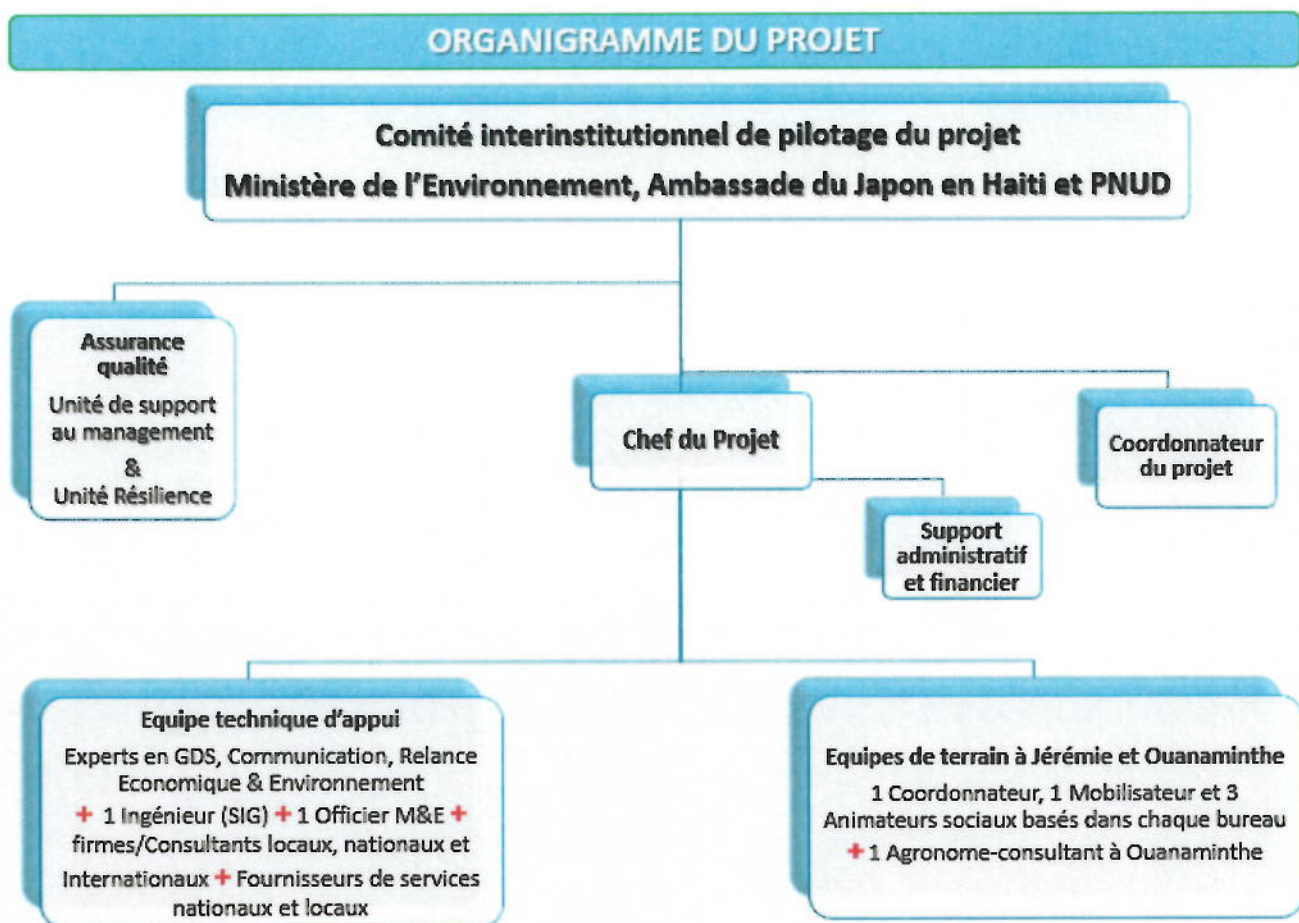 ORGANIGRAMME DU PROJET
Comité interinstitutionnel de pilotage du projet
Ministère de l'Environnement, Ambassade du Japon en Haiti et PNUD
Assurance
qualité
Unité de support
au management
&
Unité Résilience
Chef du Projet
Coordonnateur
du projet
Support
administratif
et financier
Equipe technique d'appui
Experts en GDS, Communication, Relance
Economique & Environnement
+ 1 Ingénieur (SIG) + 1 Officier M&E +
firmes/Consultants locaux, nationaux et
Internationaux + Fournisseurs de services
nationaux et locaux
Equipes de terrain à Jérémie et Ouanaminthe
1 Coordonnateur, 1 Mobilisateur et 3
Animateurs sociaux basés dans chaque bureau
+ 1 Agronome-consultant à Ouanaminthe